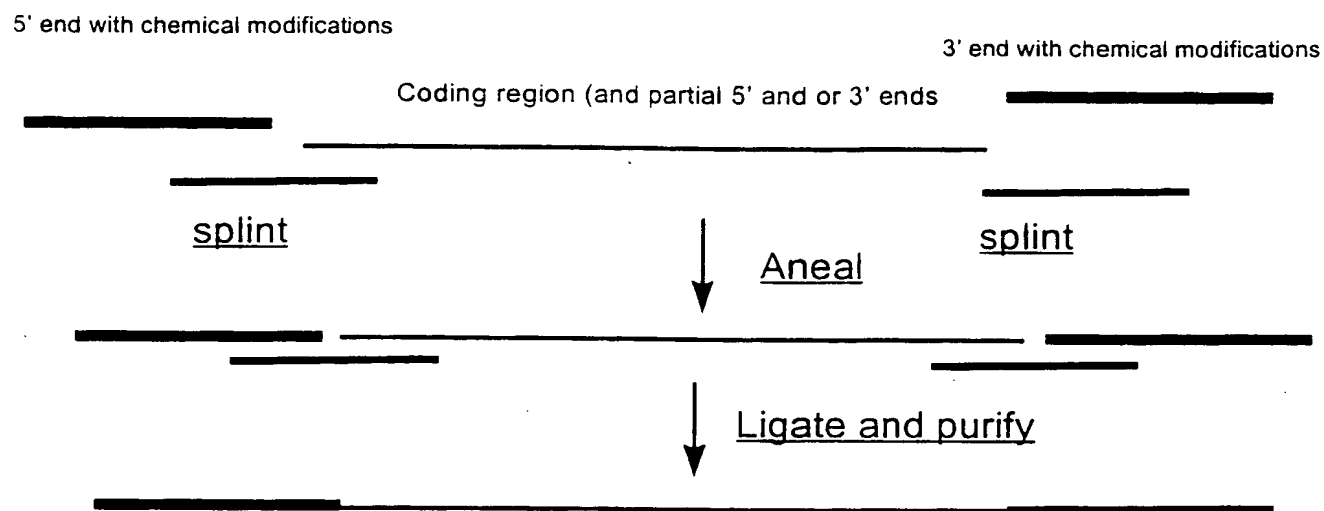 5' end with chemical modifications
3' end with chemical modifications
Coding region (and partial 5' and or 3' ends
splint
splint
Aneal
Ligate and purify